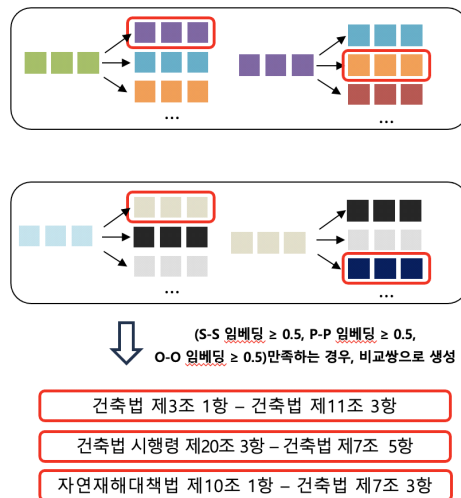 ...
...
...
...
(S-S 임베딩 ≥ 0.5, P-P 임베딩 ≥ 0.5,
O-O 임베딩 ≥ 0.5)만족하는 경우, 비교쌍으로 생성
건축법 제3조 1항 – 건축법 제11조 3항
건축법 시행령 제20조 3항 – 건축법 제7조 5항
자연재해대책법 제10조 1항 – 건축법 제7조 3항